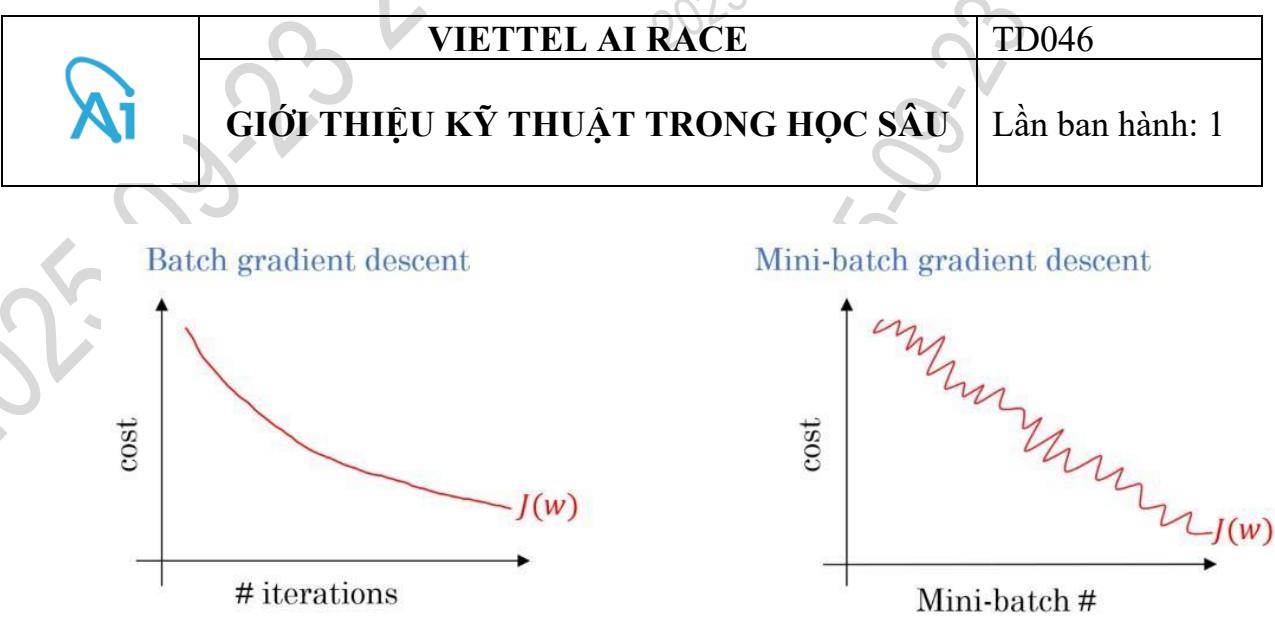 VIETTEL AI RACE
TD046
Ai
GIỚI THIỆU KỸ THUẬT TRONG HỌC SÂU
Lần ban hành: 1
Batch gradient descent
cost
J(w)
# iterations
Mini-batch gradient descent
cost
J(w)
Mini-batch #